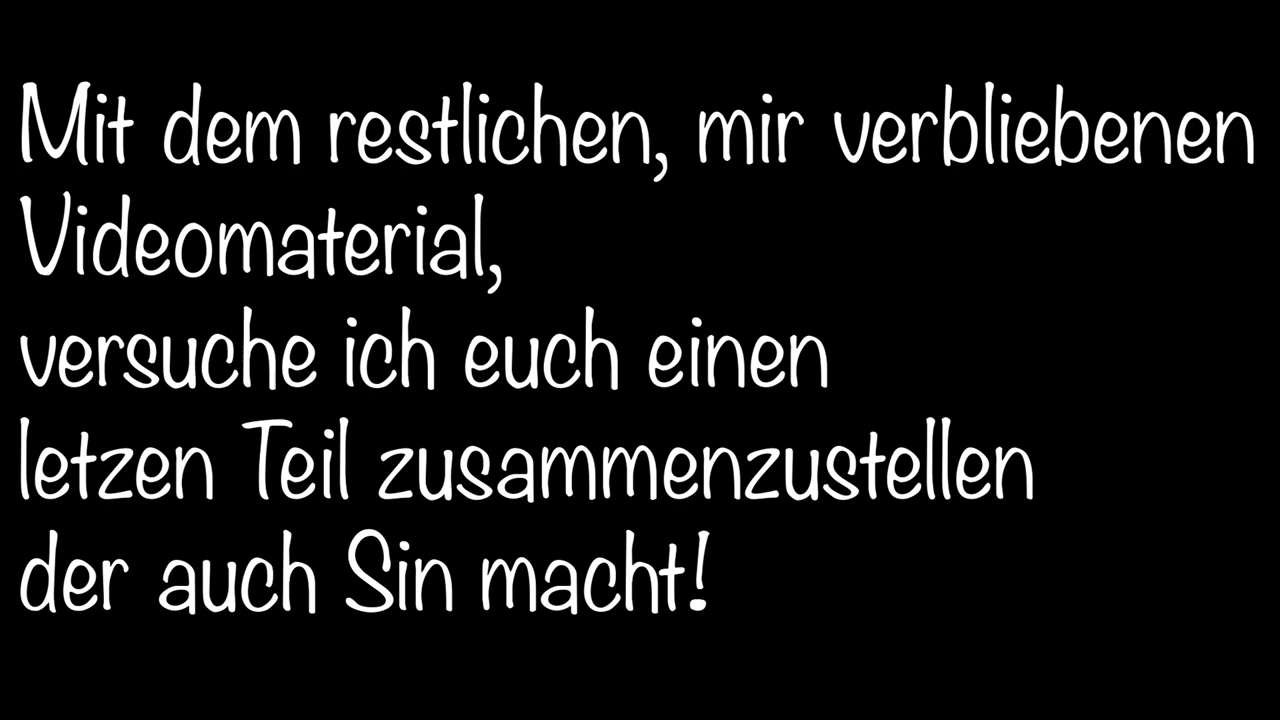 Mit dem restlichen, mir verbliebenen
Videomaterial,
versuche ich euch einen
letzen Teil zusammenzustellen
der auch Sin macht!